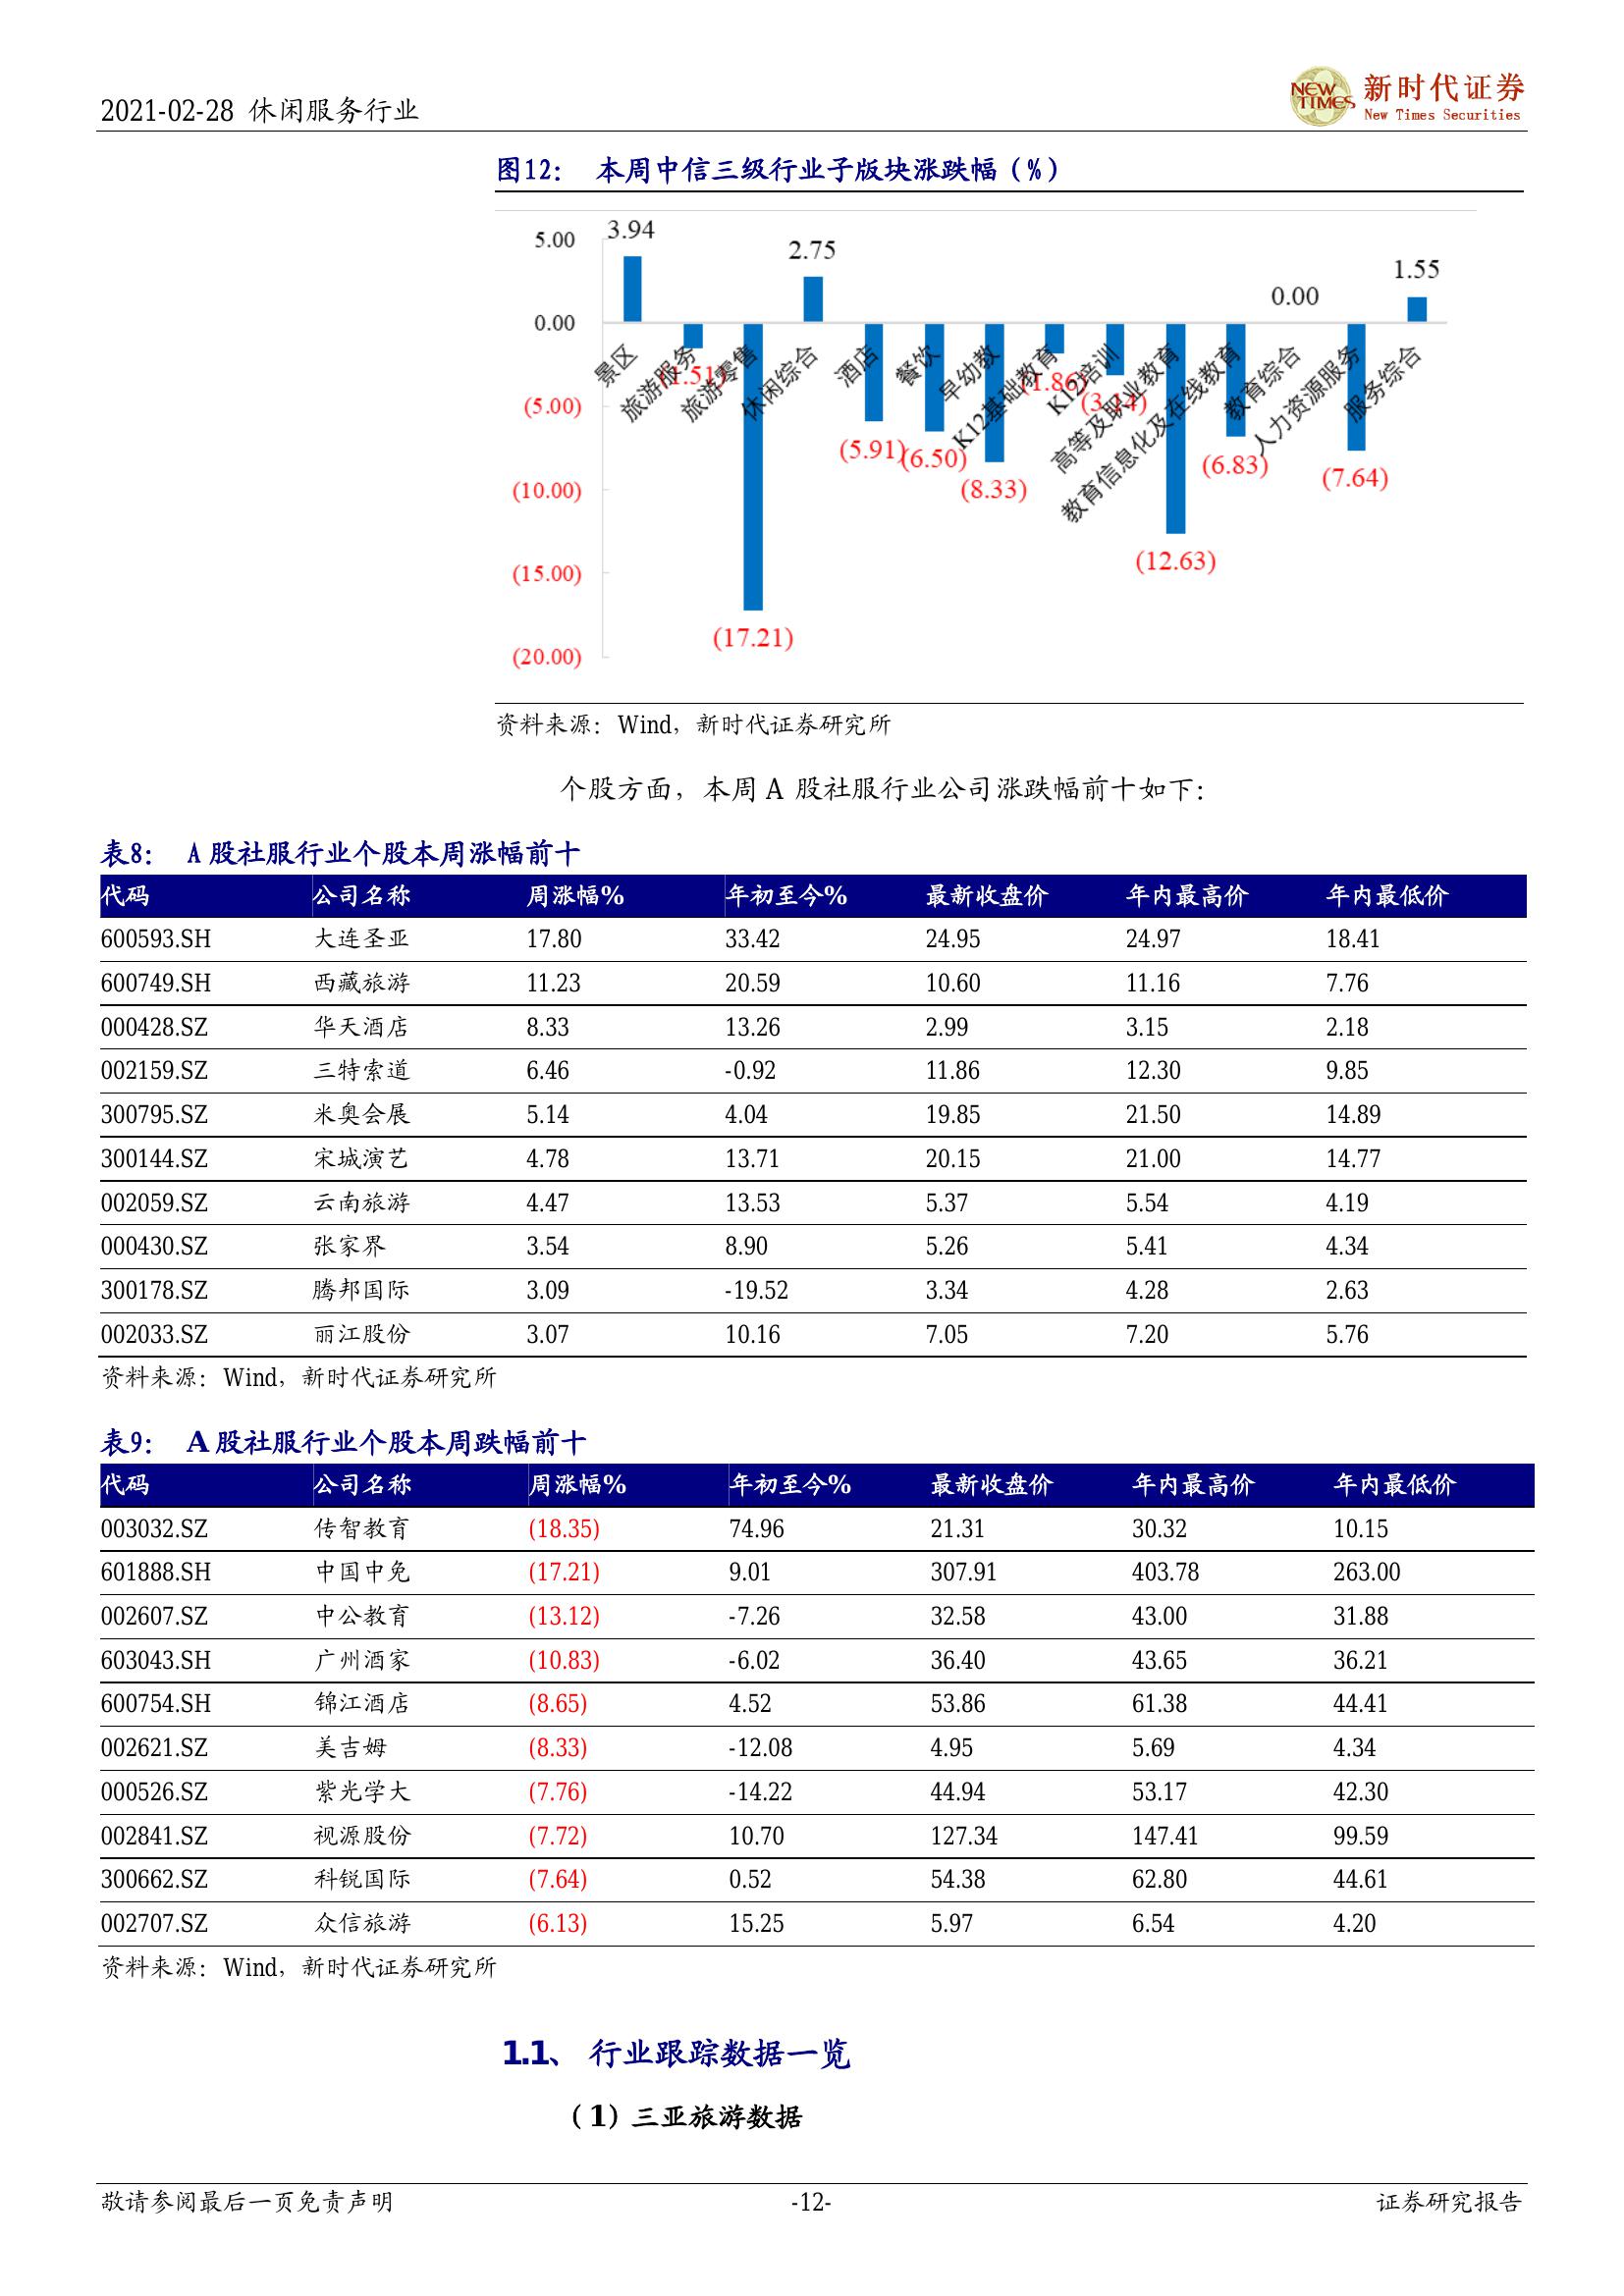 2021-02-28 休闲服务行业
NEW TIMES 新时代证券
New Times Securities
图12： 本周中信三级行业子版块涨跌幅（%）
5.00
0.00
(5.00)
(10.00)
(15.00)
(20.00)
3.94
(1.51)
(17.21)
2.75
(5.91)
(6.50)
(8.33)
(1.86)
(3.14)
(12.63)
(6.83)
0.00
(7.64)
1.55
景区
旅游服务
旅游零售
休闲综合
酒店
餐饮
早幼教
K12基础教育
K12培训
高等及职业教育
教育信息化及在线教育
教育综合
人力资源服务
服务综合
资料来源：Wind，新时代证券研究所
个股方面，本周 A 股社服行业公司涨跌幅前十如下：
表8： A 股社服行业个股本周涨幅前十
代码 公司名称 周涨幅% 年初至今% 最新收盘价 年内最高价 年内最低价
600593.SH 大连圣亚 17.80 33.42 24.95 24.97 18.41
600749.SH 西藏旅游 11.23 20.59 10.60 11.16 7.76
000428.SZ 华天酒店 8.33 13.26 2.99 3.15 2.18
002159.SZ 三特索道 6.46 -0.92 11.86 12.30 9.85
300795.SZ 米奥会展 5.14 4.04 19.85 21.50 14.89
300144.SZ 宋城演艺 4.78 13.71 20.15 21.00 14.77
002059.SZ 云南旅游 4.47 13.53 5.37 5.54 4.19
000430.SZ 张家界 3.54 8.90 5.26 5.41 4.34
300178.SZ 腾邦国际 3.09 -19.52 3.34 4.28 2.63
002033.SZ 丽江股份 3.07 10.16 7.05 7.20 5.76
资料来源：Wind，新时代证券研究所
表9： A 股社服行业个股本周跌幅前十
代码 公司名称 周涨幅% 年初至今% 最新收盘价 年内最高价 年内最低价
003032.SZ 传智教育 (18.35) 74.96 21.31 30.32 10.15
601888.SH 中国中免 (17.21) 9.01 307.91 403.78 263.00
002607.SZ 中公教育 (13.12) -7.26 32.58 43.00 31.88
603043.SH 广州酒家 (10.83) -6.02 36.40 43.65 36.21
600754.SH 锦江酒店 (8.65) 4.52 53.86 61.38 44.41
002621.SZ 美吉姆 (8.33) -12.08 4.95 5.69 4.34
000526.SZ 紫光学大 (7.76) -14.22 44.94 53.17 42.30
002841.SZ 视源股份 (7.72) 10.70 127.34 147.41 99.59
300662.SZ 科锐国际 (7.64) 0.52 54.38 62.80 44.61
002707.SZ 众信旅游 (6.13) 15.25 5.97 6.54 4.20
资料来源：Wind，新时代证券研究所
1.1、 行业跟踪数据一览
（1）三亚旅游数据
敬请参阅最后一页免责声明 -12- 证券研究报告